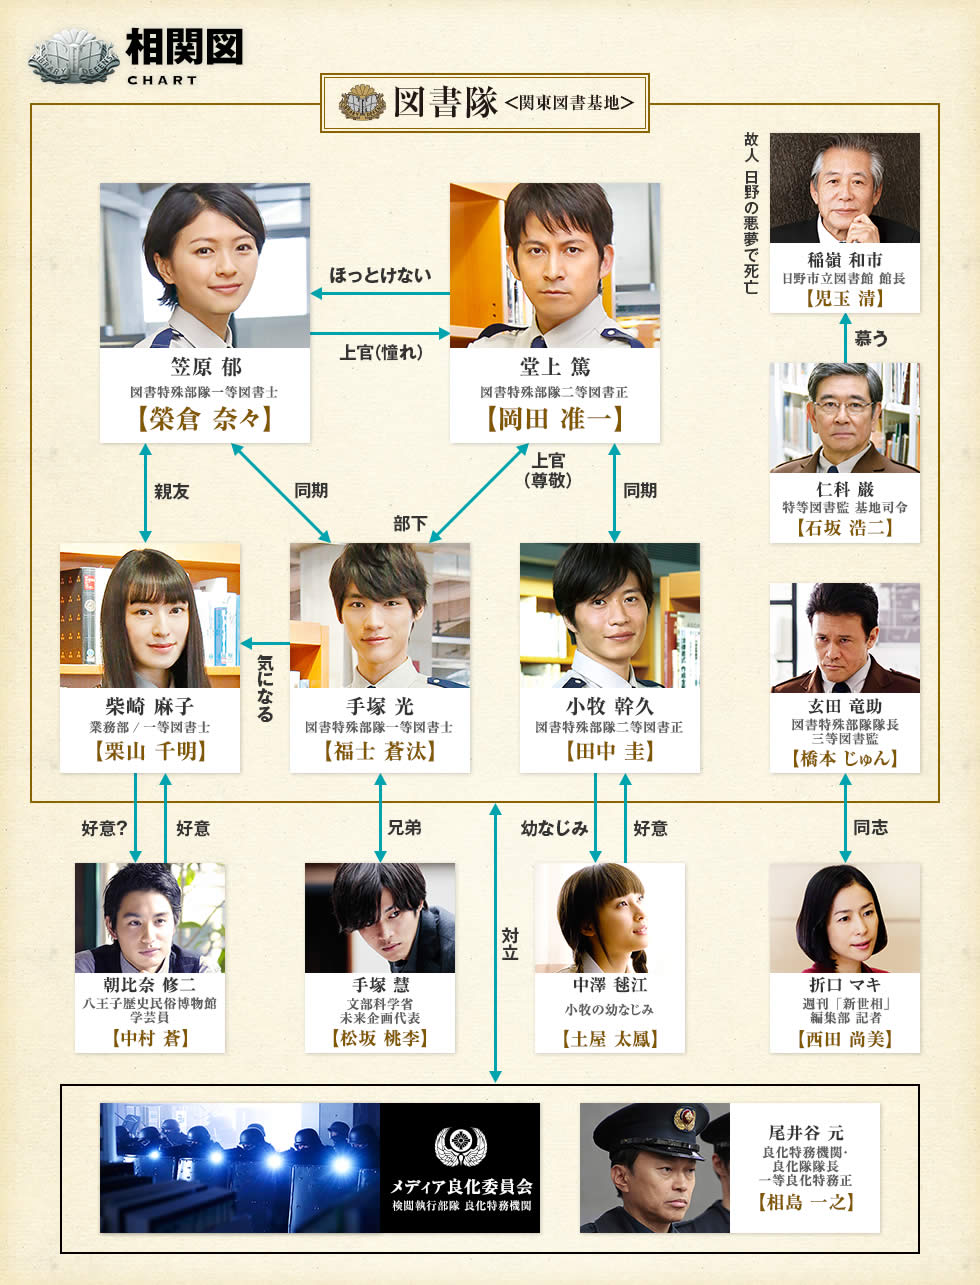 相関図
CHART
図書隊 <関東図書基地>
故人 日野の悪夢で死亡
稲嶺 和市
日野市立図書館 館長
【児玉 清】
慕う
仁科 巌
特等図書監 基地司令
【石坂 浩二】
笠原 郁
図書特殊部隊一等図書士
【榮倉 奈々】
ほっとけない
上官(憧れ)
堂上 篤
図書特殊部隊二等図書正
【岡田 准一】
親友
同期
部下
上官
(尊敬)
同期
柴崎 麻子
業務部 / 一等図書士
【栗山 千明】
気になる
手塚 光
図書特殊部隊一等図書士
【福士 蒼汰】
小牧 幹久
図書特殊部隊二等図書正
【田中 圭】
玄田 竜助
図書特殊部隊隊長
三等図書監
【橋本 じゅん】
好意?
好意
兄弟
対立
幼なじみ
好意
同志
朝比奈 修二
八王子歴史民俗博物館
学芸員
【中村 蒼】
手塚 慧
文部科学省
未来企画代表
【松坂 桃李】
中澤 毬江
小牧の幼なじみ
【土屋 太鳳】
折口 マキ
週刊「新世相」
編集部 記者
【西田 尚美】
メディア良化委員会
検閲執行部隊 良化特務機関
尾井谷 元
良化特務機関・
良化隊隊長
一等良化特務正
【相島 一之】